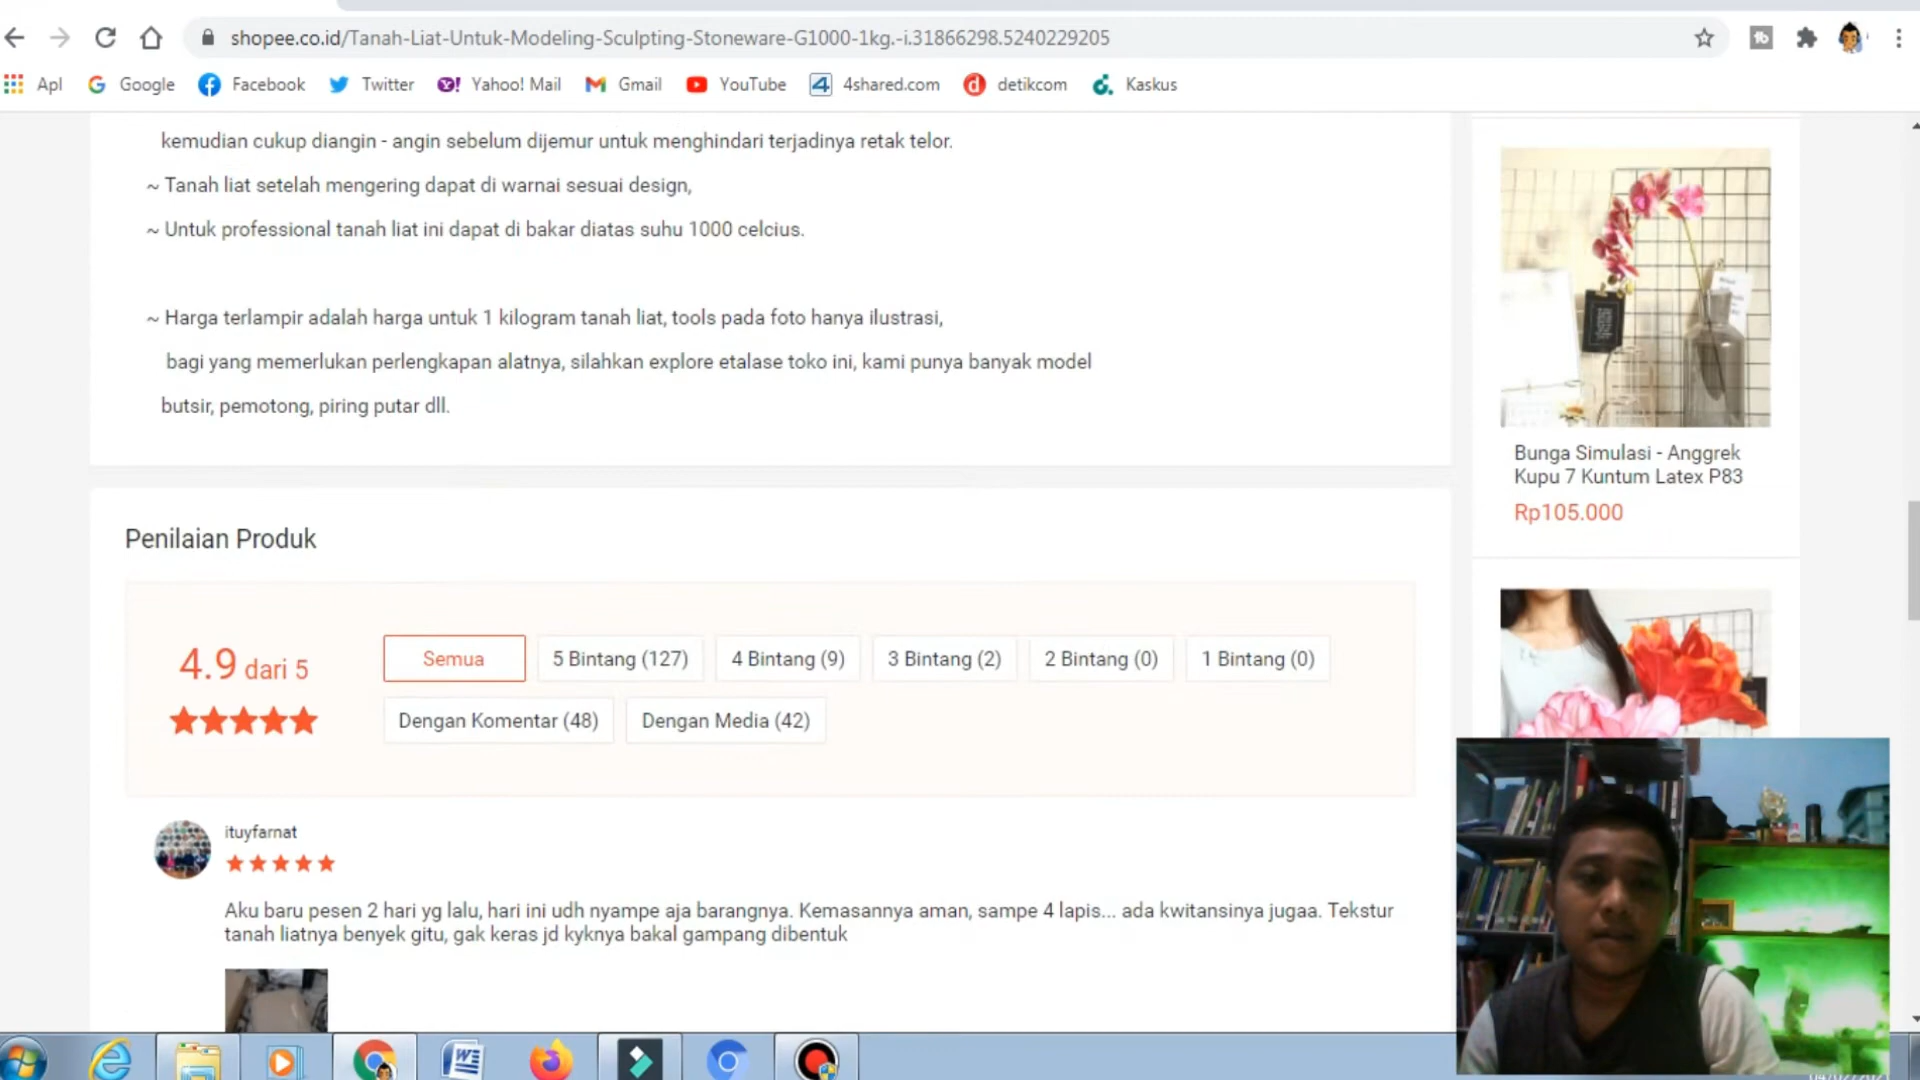 shopee.co.id/Tanah-Liat-Untuk-Modeling-Sculpting-Stoneware-G1000-1kg.-i.31866298.5240229205
Apl Google Facebook Twitter Yahoo! Mail Gmail YouTube 4shared.com detikcom Kaskus
kemudian cukup diangin - angin sebelum dijemur untuk menghindari terjadinya retak telor.
~ Tanah liat setelah mengering dapat di warnai sesuai design,
~ Untuk professional tanah liat ini dapat di bakar diatas suhu 1000 celcius.
~ Harga terlampir adalah harga untuk 1 kilogram tanah liat, tools pada foto hanya ilustrasi,
bagi yang memerlukan perlengkapan alatnya, silahkan explore etalase toko ini, kami punya banyak model
butsir, pemotong, piring putar dll.
Penilaian Produk
4.9 dari 5
Semua 5 Bintang (127) 4 Bintang (9) 3 Bintang (2) 2 Bintang (0) 1 Bintang (0)
Dengan Komentar (48) Dengan Media (42)
ituyfarnat
Aku baru pesen 2 hari yg lalu, hari ini udh nyampe aja barangnya. Kemasannya aman, sampe 4 lapis... ada kwitansinya jugaa. Tekstur
tanah liatnya benyek gitu, gak keras jd kyknya bakal gampang dibentuk
Bunga Simulasi - Anggrek
Kupu 7 Kuntum Latex P83
Rp105.000